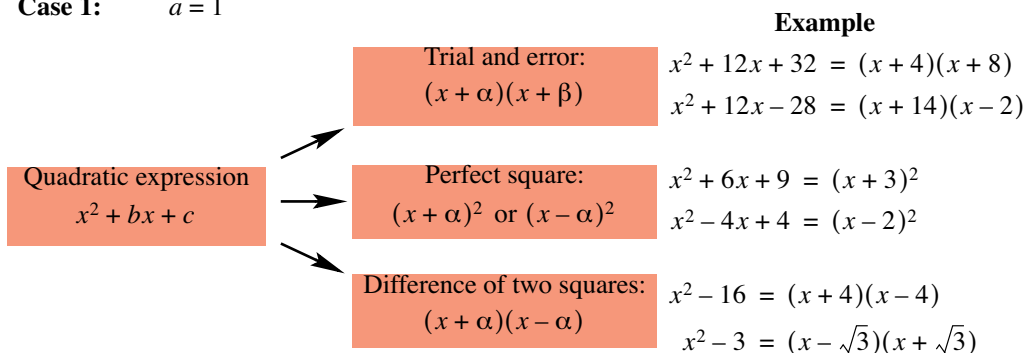 Case 1: a = 1
Example
Trial and error:
(x + α)(x + β)
x² + 12x + 32 = (x + 4)(x + 8)
x² + 12x – 28 = (x + 14)(x – 2)
Quadratic expression
x² + bx + c
Perfect square:
(x + α)² or (x – α)²
x² + 6x + 9 = (x + 3)²
x² – 4x + 4 = (x – 2)²
Difference of two squares:
(x + α)(x – α)
x² – 16 = (x + 4)(x – 4)
x² – 3 = (x – √3)(x + √3)